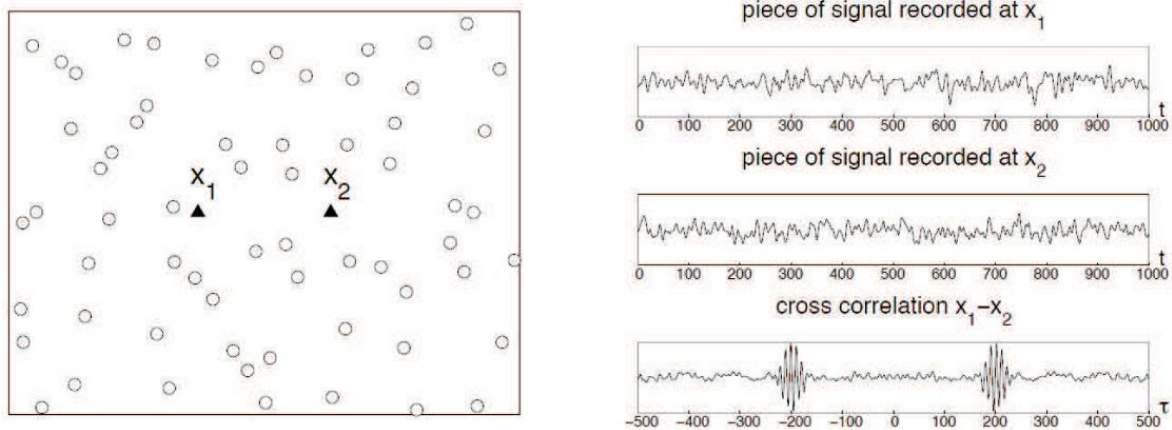 x₁ x₂
piece of signal recorded at x₁
0 100 200 300 400 500 600 700 800 900 1000 t
piece of signal recorded at x₂
0 100 200 300 400 500 600 700 800 900 1000 t
cross correlation x₁−x₂
−500 −400 −300 −200 −100 0 100 200 300 400 500 τ